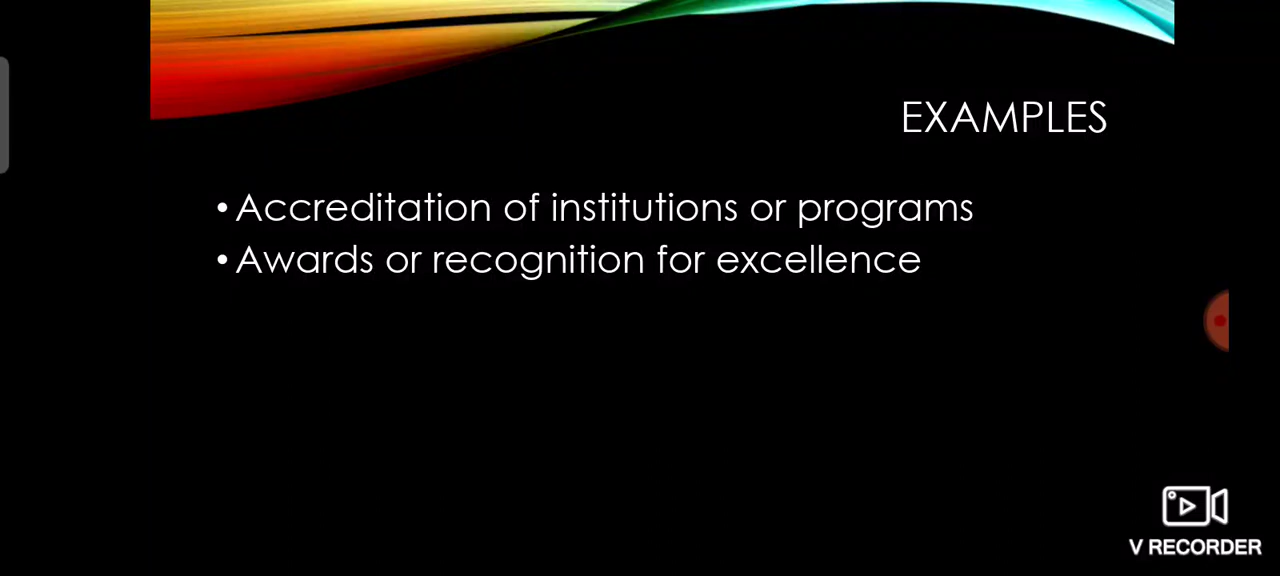 EXAMPLES
• Accreditation of institutions or programs
• Awards or recognition for excellence
V RECORDER